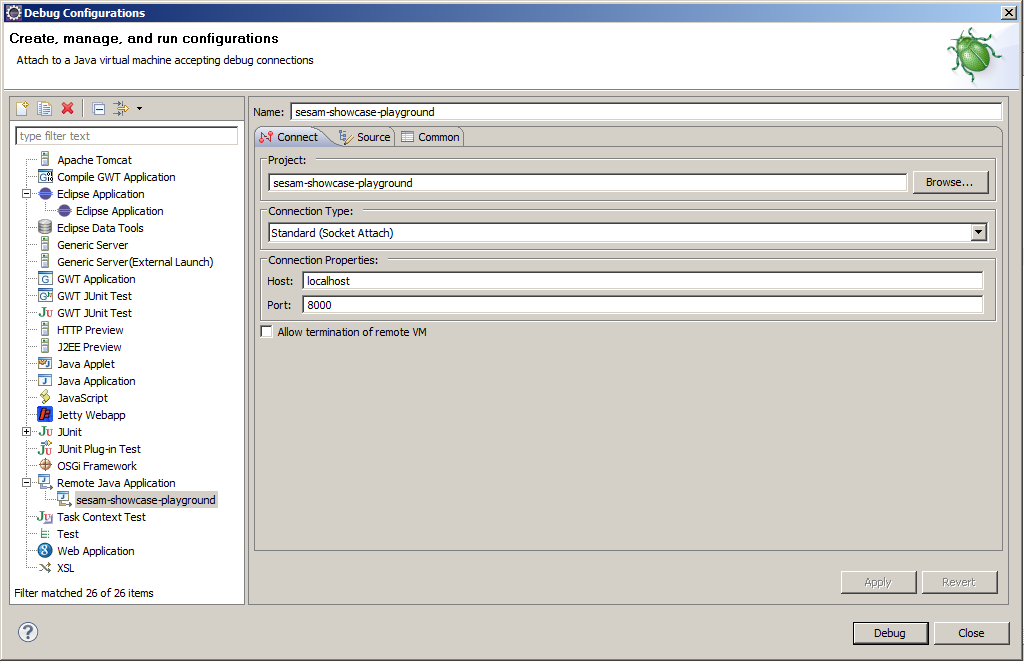 Debug Configurations
Create, manage, and run configurations
Attach to a Java virtual machine accepting debug connections
type filter text
Apache Tomcat
Compile GWT Application
Eclipse Application
Eclipse Application
Eclipse Data Tools
Generic Server
Generic Server(External Launch)
GWT Application
GWT JUnit Test
GWT JUnit Test
HTTP Preview
J2EE Preview
Java Applet
Java Application
JavaScript
Jetty Webapp
JUnit
JUnit Plug-in Test
OSGi Framework
Remote Java Application
sesam-showcase-playground
Task Context Test
Test
Web Application
XSL
Filter matched 26 of 26 items
Name: sesam-showcase-playground
Connect Source Common
Project:
sesam-showcase-playground Browse...
Connection Type:
Standard (Socket Attach)
Connection Properties:
Host: localhost
Port: 8000
Allow termination of remote VM
Apply Revert
Debug Close